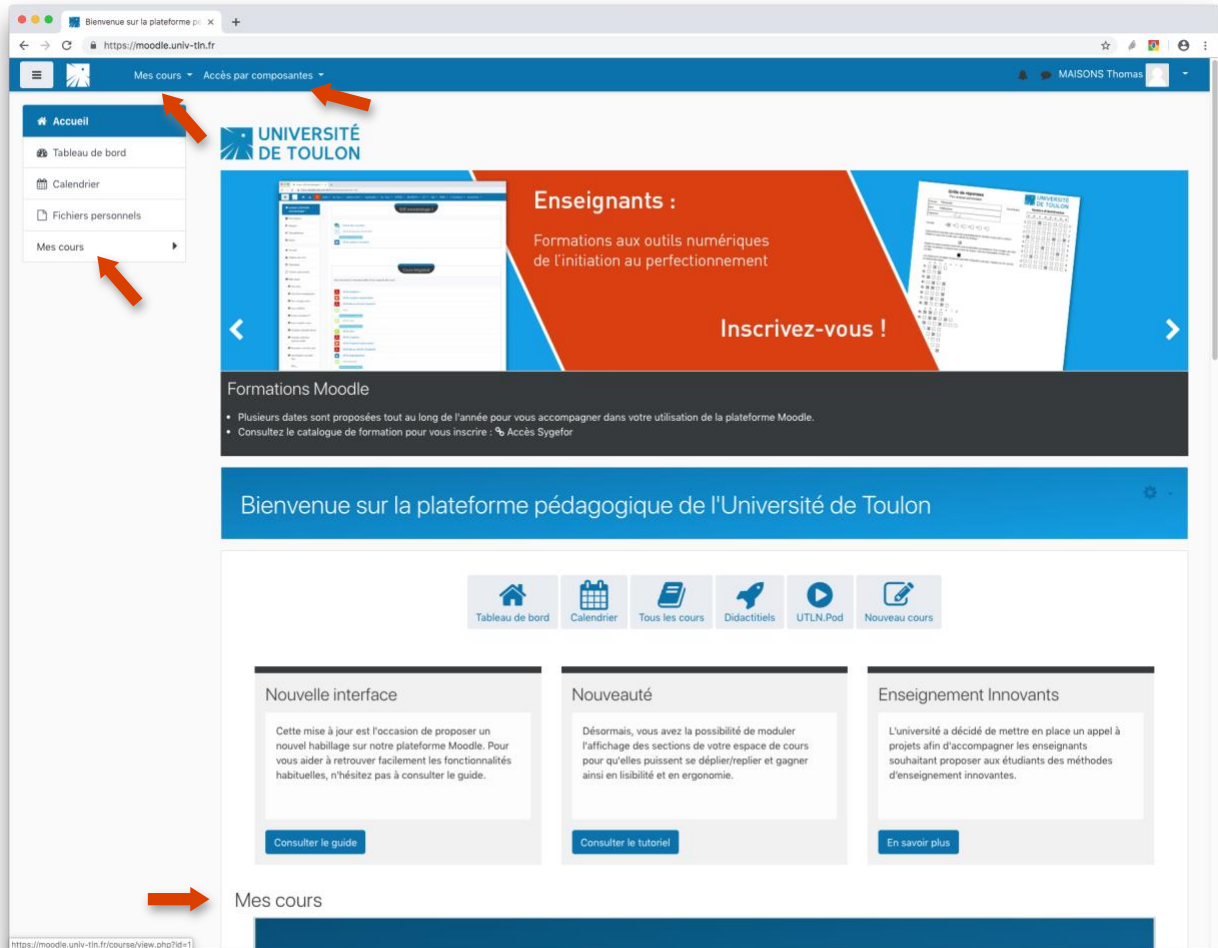 Bienvenue sur la plateforme pé
https://moodle.univ-tln.fr
Mes cours
Accès par composantes
MAISONS Thomas
Accueil
Tableau de bord
Calendrier
Fichiers personnels
Mes cours
UNIVERSITÉ
DE TOULON
Enseignants :
Formations aux outils numériques
de l'initiation au perfectionnement
Inscrivez-vous !
Formations Moodle
• Plusieurs dates sont proposées tout au long de l'année pour vous accompagner dans votre utilisation de la plateforme Moodle.
• Consultez le catalogue de formation pour vous inscrire : Accès Sygefor
Bienvenue sur la plateforme pédagogique de l'Université de Toulon
Tableau de bord
Calendrier
Tous les cours
Didactitiels
UTLN.Pod
Nouveau cours
Nouvelle interface
Cette mise à jour est l'occasion de proposer un
nouvel habillage sur notre plateforme Moodle. Pour
vous aider à retrouver facilement les fonctionnalités
habituelles, n'hésitez pas à consulter le guide.
Consulter le guide
Nouveauté
Désormais, vous avez la possibilité de moduler
l'affichage des sections de votre espace de cours
pour qu'elles puissent se déplier/replier et gagner
ainsi en lisibilité et en ergonomie.
Consulter le tutoriel
Enseignement Innovants
L'université a décidé de mettre en place un appel à
projets afin d'accompagner les enseignants
souhaitant proposer aux étudiants des méthodes
d'enseignement innovantes.
En savoir plus
Mes cours
https://moodle.univ-tln.fr/course/view.php?id=1